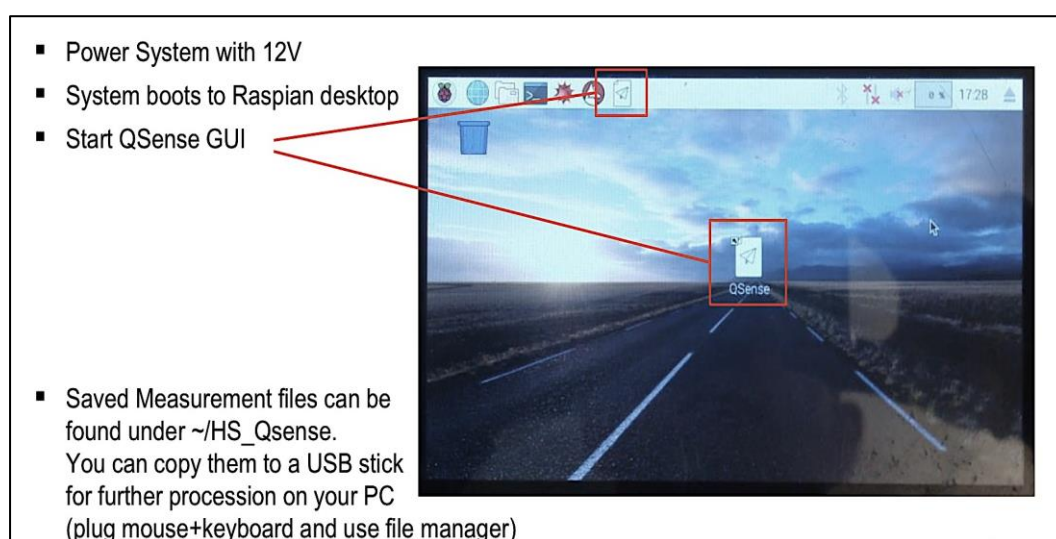 ▪ Power System with 12V
▪ System boots to Raspian desktop
▪ Start QSense GUI
0 %
17:28
QSense
▪ Saved Measurement files can be
found under ~/HS_Qsense.
You can copy them to a USB stick
for further procession on your PC
(plug mouse+keyboard and use file manager)